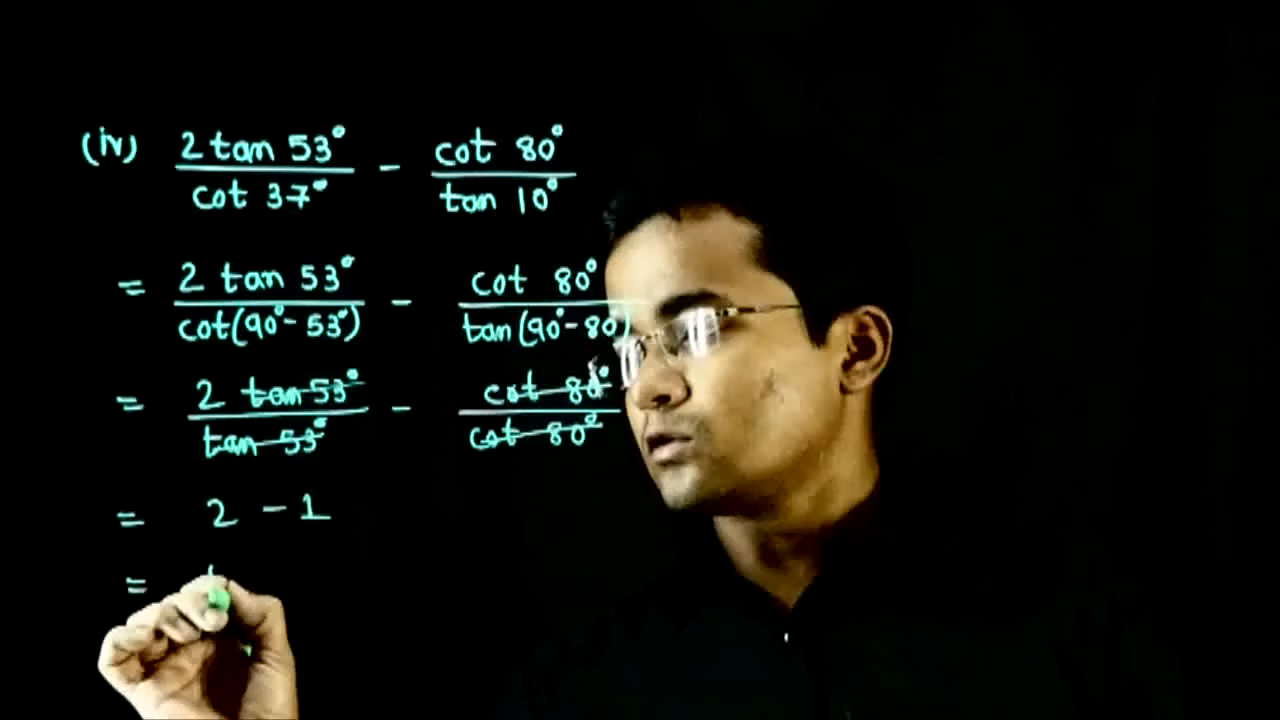 (iv) 2 tan 53° / cot 37° - cot 80° / tan 10°
= 2 tan 53° / cot(90° - 53°) - cot 80° / tan (90° - 80
= 2 tan 53° / tan 53° - cot 80° / cot 80°
= 2 - 1
=